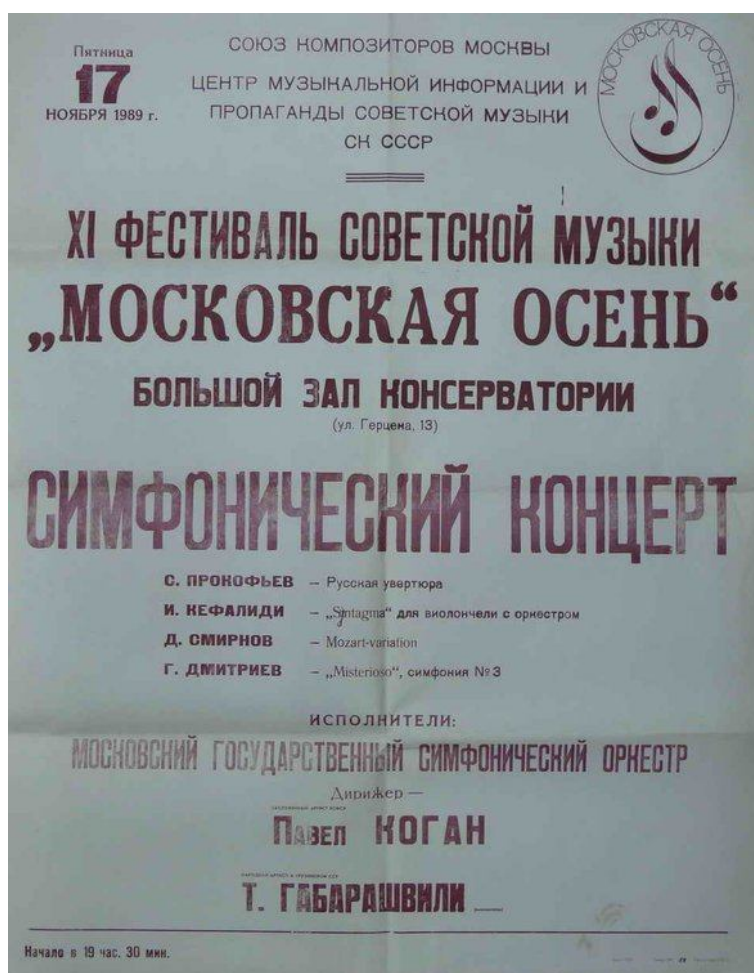 Пятница
17
НОЯБРЯ 1989 г.
СОЮЗ КОМПОЗИТОРОВ МОСКВЫ
ЦЕНТР МУЗЫКАЛЬНОЙ ИНФОРМАЦИИ И
ПРОПАГАНДЫ СОВЕТСКОЙ МУЗЫКИ
СК СССР
МОСКОВСКАЯ ОСЕНЬ
XI ФЕСТИВАЛЬ СОВЕТСКОЙ МУЗЫКИ
„МОСКОВСКАЯ ОСЕНЬ“
БОЛЬШОЙ ЗАЛ КОНСЕРВАТОРИИ
(ул. Герцена, 13)
СИМФОНИЧЕСКИЙ КОНЦЕРТ
С. ПРОКОФЬЕВ – Русская увертюра
И. КЕФАЛИДИ – „Sintagma“ для виолончели с оркестром
Д. СМИРНОВ – Mozart-variation
Г. ДМИТРИЕВ – „Misterioso“, симфония №3
ИСПОЛНИТЕЛИ:
МОСКОВСКИЙ ГОСУДАРСТВЕННЫЙ СИМФОНИЧЕСКИЙ ОРКЕСТР
Дирижер —
ПАВЕЛ КОГАН
Т. ГАБАРАШВИЛИ
Начало в 19 час. 30 мин.